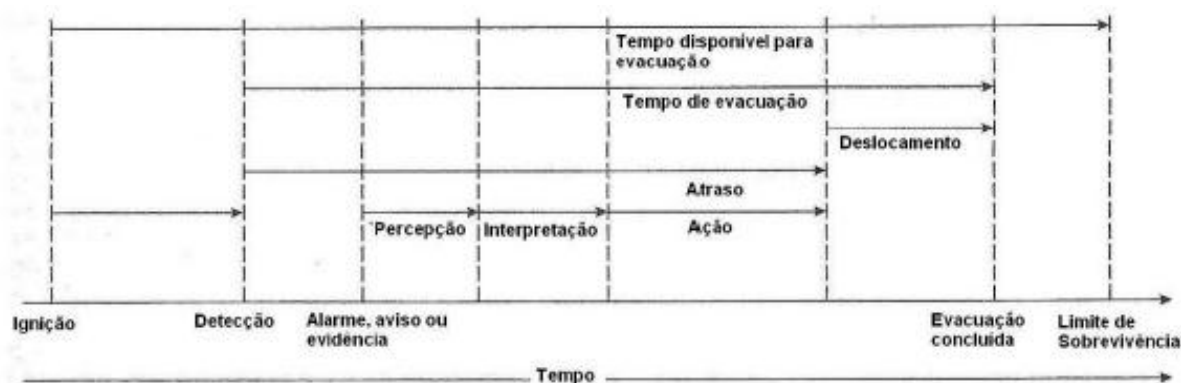 Tempo disponível para
evacuação
Tempo de evacuação
Deslocamento
Atraso
Percepção
Interpretação
Ação
Ignição
Detecção
Alarme, aviso ou
evidência
Evacuação
concluída
Limite de
Sobrevivência
Tempo